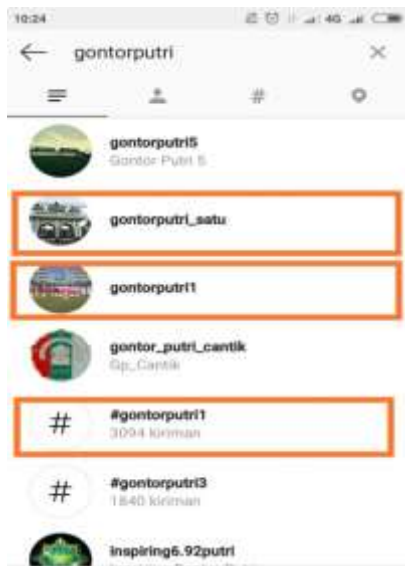 10:24
4G
gontorputri
#
gontorputri5
Gontor Putri 5
gontorputri_satu
gontorputri1
gontor_putri_cantik
Gp_Cantik
# #gontorputri1
3094 kiriman
# #gontorputri3
1840 kiriman
inspiring6.92putri